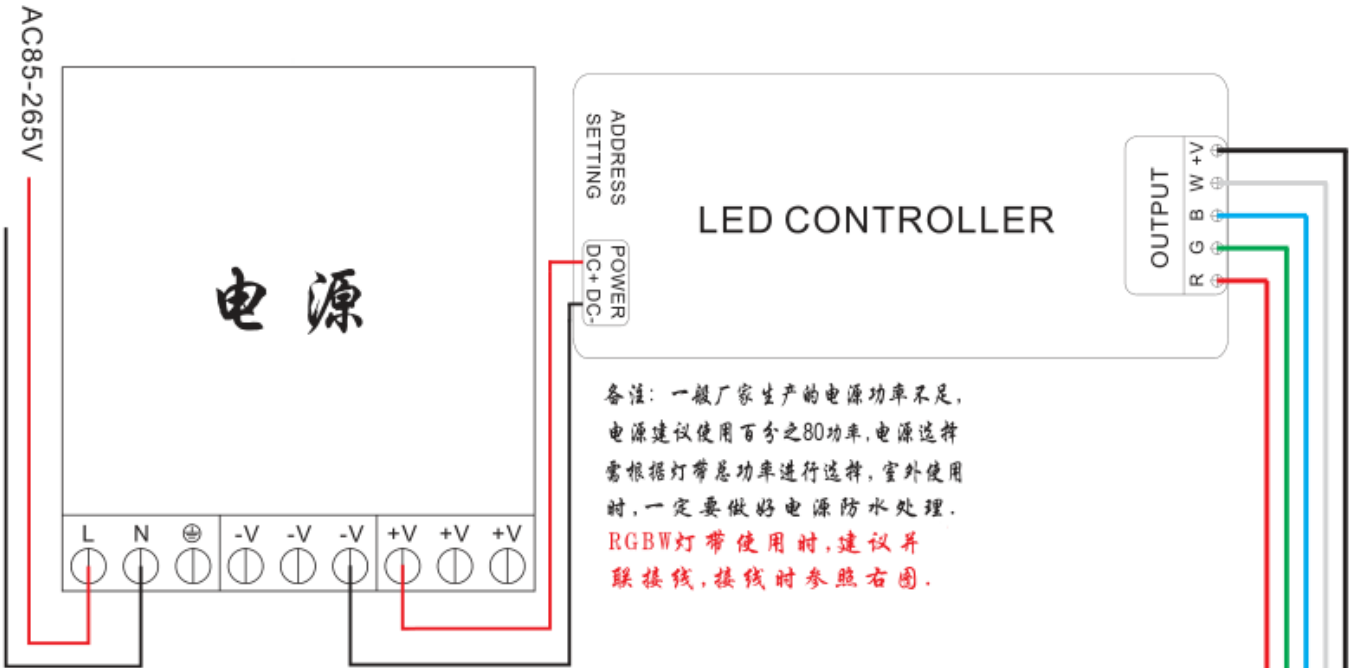 AC85-265V
电源
L N -V -V -V +V +V +V
ADDRESS
SETTING
POWER
DC+ DC-
LED CONTROLLER
OUTPUT
+V
W
B
G
R
备注：一般厂家生产的电源功率不足，
电源建议使用百分之80功率，电源选择
需根据灯带总功率进行选择，室外使用
时，一定要做好电源防水处理．
RGBW灯带使用时，建议并
联接线，接线时参照右图．